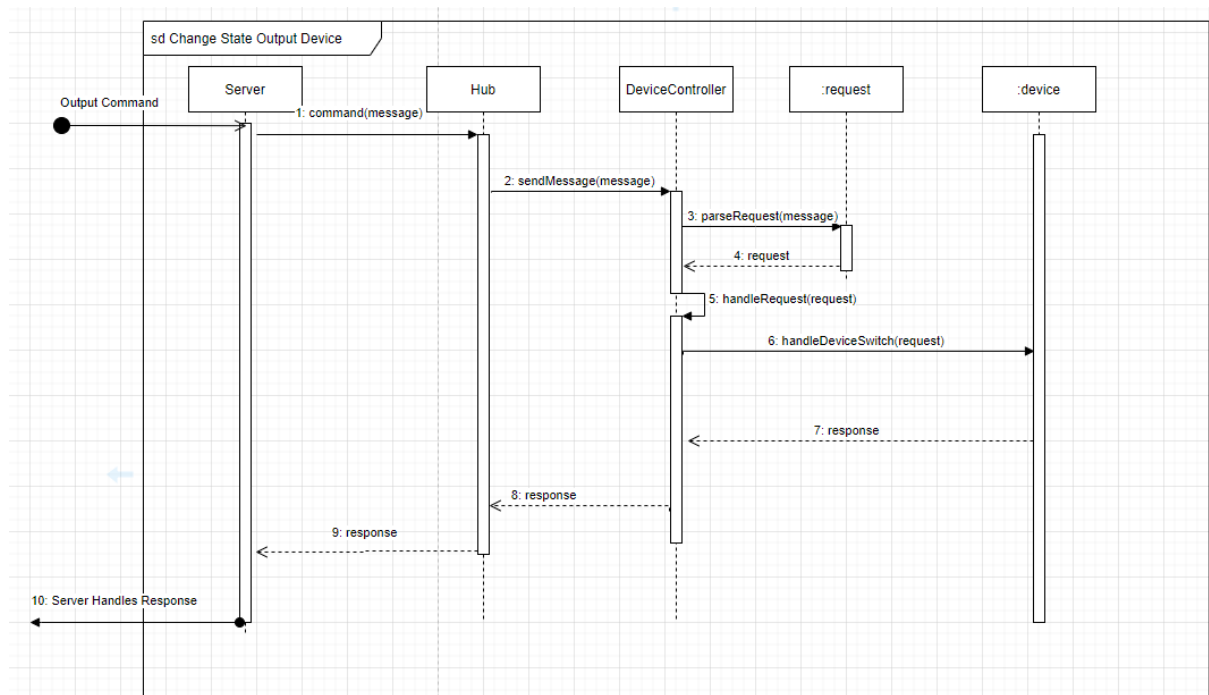 sd Change State Output Device
Server
Hub
DeviceController
:request
:device
Output Command
1: command(message)
2: sendMessage(message)
3: parseRequest(message)
4: request
5: handleRequest(request)
6: handleDeviceSwitch(request)
7: response
8: response
9: response
10: Server Handles Response